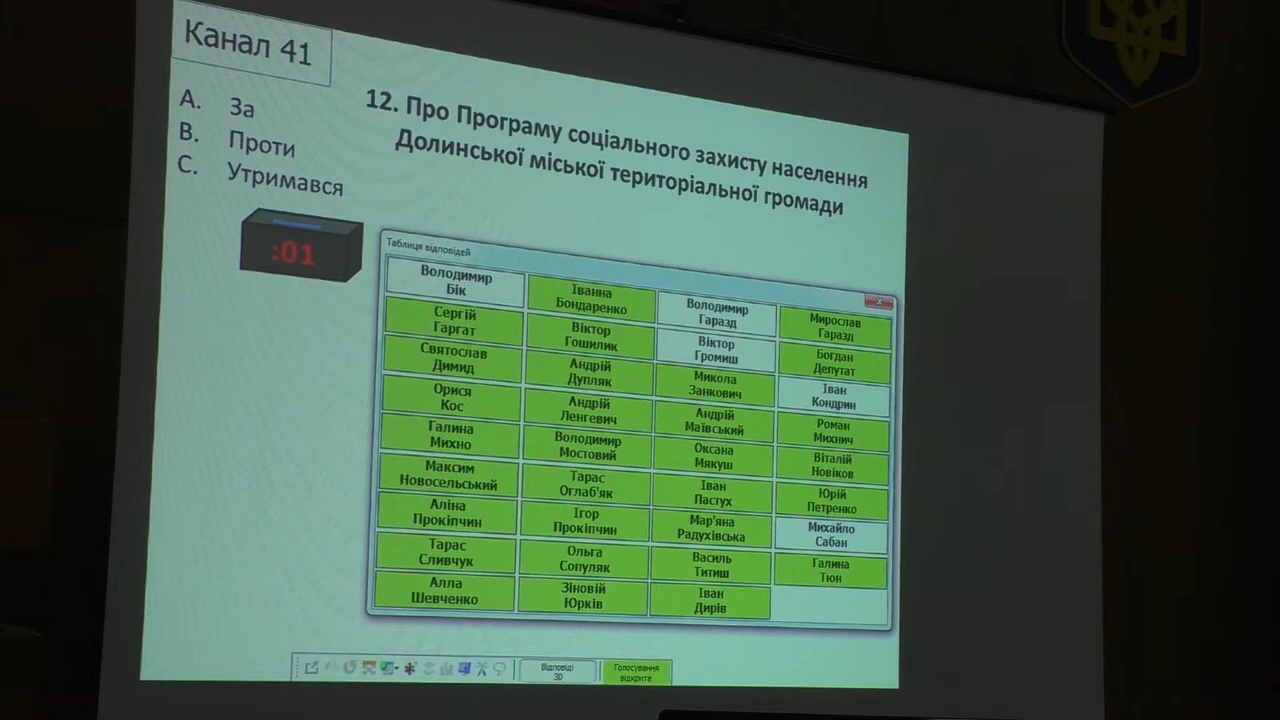 Канал 41
A. За
B. Проти
C. Утримався
12. Про Програму соціального захисту населення
Долинської міської територіальної громади
:01
Таблиця відповідей
x
Володимир
Бік
Іванна
Бондаренко
Володимир
Гаразд
Мирослав
Гаразд
Сергій
Гаргат
Віктор
Гошилик
Віктор
Громиш
Богдан
Депутат
Святослав
Димид
Андрій
Дупляк
Микола
Занкович
Іван
Кондрин
Орися
Кос
Андрій
Ленгевич
Андрій
Маївський
Роман
Михнич
Галина
Михно
Володимир
Мостовий
Оксана
Мякуш
Віталій
Новіков
Максим
Новосельський
Тарас
Оглаб'як
Іван
Пастух
Юрій
Петренко
Аліна
Прокіпчин
Ігор
Прокіпчин
Мар'яна
Радухівська
Михайло
Сабан
Тарас
Сливчук
Ольга
Сопуляк
Василь
Титиш
Галина
Тюн
Алла
Шевченко
Зіновій
Юрків
Іван
Дирів
Відповіді
30
Голосування
відкрите